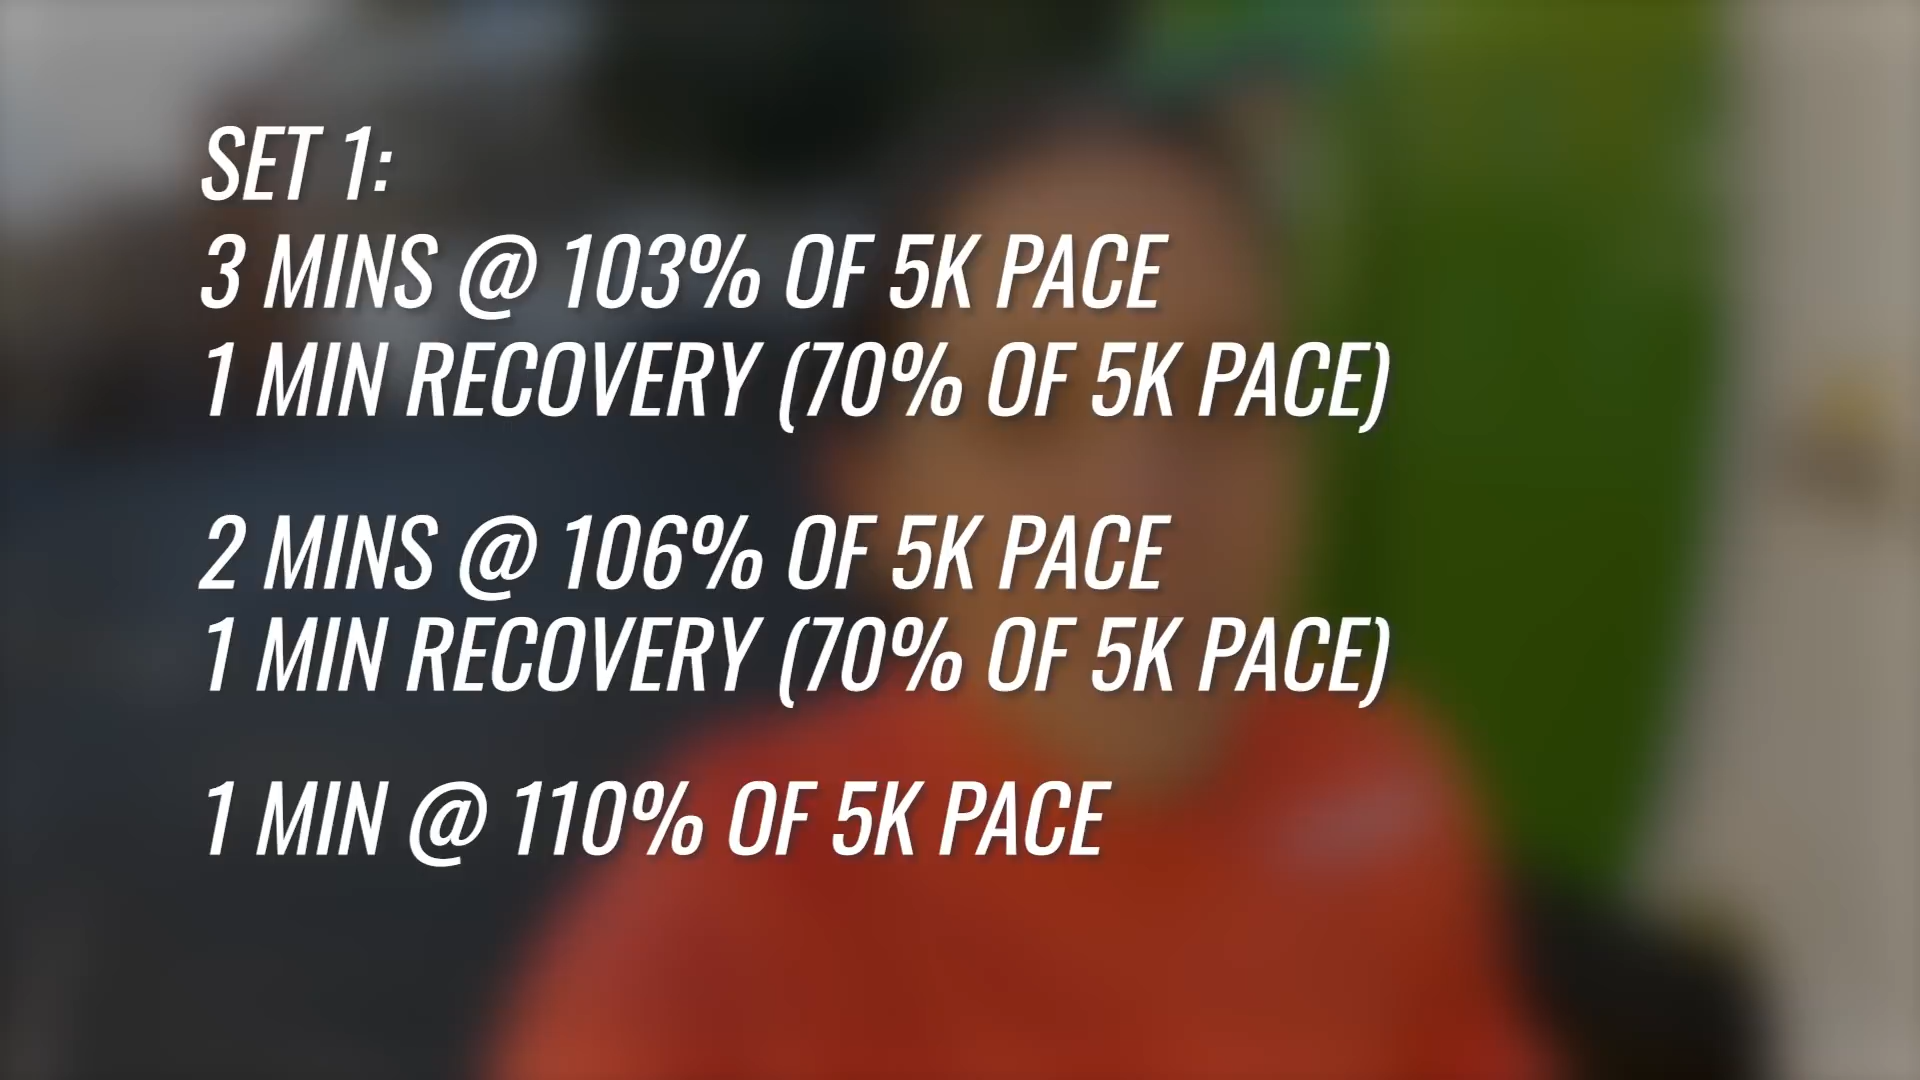 SET 1:
3 MINS @ 103% OF 5K PACE
1 MIN RECOVERY (70% OF 5K PACE)
2 MINS @ 106% OF 5K PACE
1 MIN RECOVERY (70% OF 5K PACE)
1 MIN @ 110% OF 5K PACE